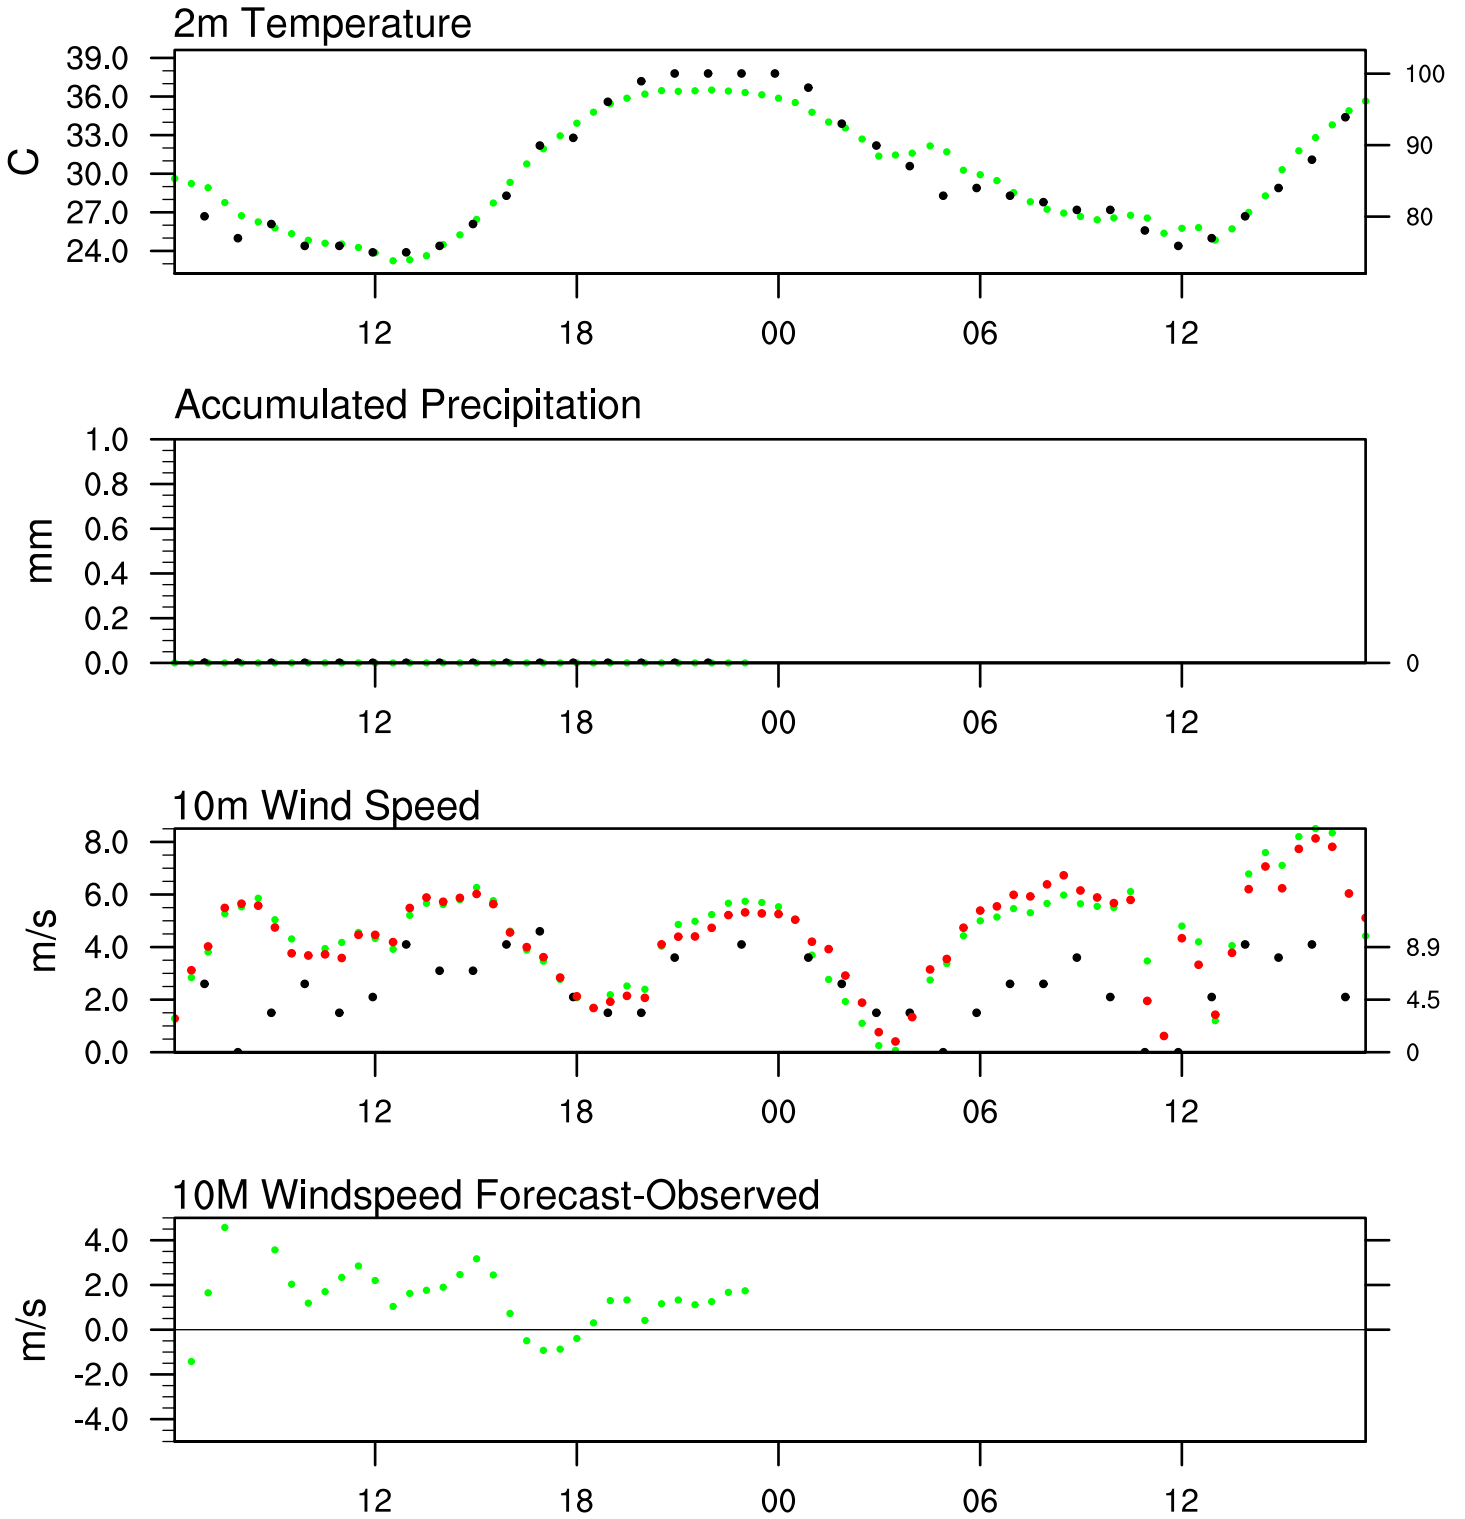 2m Temperature
39.0
36.0
33.0
30.0
27.0
24.0
C
100
90
80
12 18 00 06 12
Accumulated Precipitation
1.0
0.8
0.6
0.4
0.2
0.0
mm
0
12 18 00 06 12
10m Wind Speed
8.0
6.0
4.0
2.0
0.0
m/s
8.9
4.5
0
12 18 00 06 12
10M Windspeed Forecast-Observed
4.0
2.0
0.0
-2.0
-4.0
m/s
12 18 00 06 12